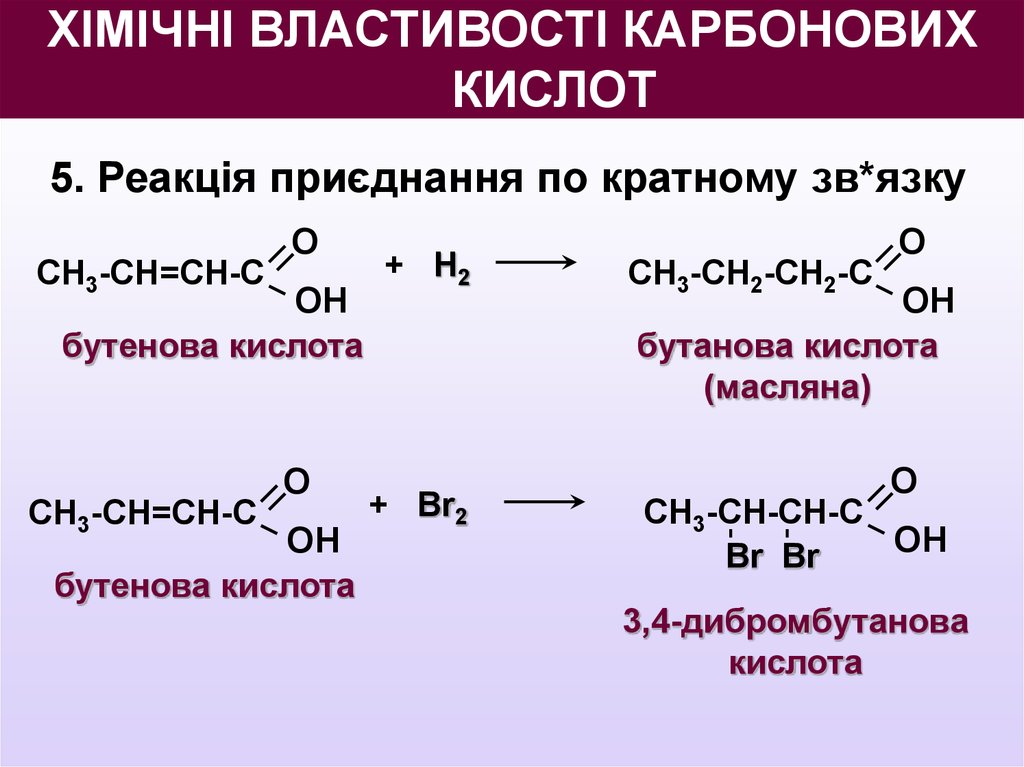 ХІМІЧНІ ВЛАСТИВОСТІ КАРБОНОВИХ
КИСЛОТ
5. Реакція приєднання по кратному зв*язку
O
CH₃-CH=CH-C
OH
+ H₂
O
CH₃-CH₂-CH₂-C
OH
бутенова кислота
бутанова кислота
(масляна)
O
CH₃-CH=CH-C
OH
+ Br₂
O
CH₃-CH-CH-C
OH
Br Br
бутенова кислота
3,4-дибромбутанова
кислота